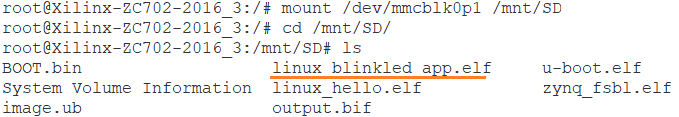 root@Xilinx-ZC702-2016_3:/# mount /dev/mmcblk0p1 /mnt/SD
root@Xilinx-ZC702-2016_3:/# cd /mnt/SD/
root@Xilinx-ZC702-2016_3:/mnt/SD# ls
BOOT.bin linux_blinkled_app.elf u-boot.elf
System Volume Information linux_hello.elf zynq_fsbl.elf
image.ub output.bif